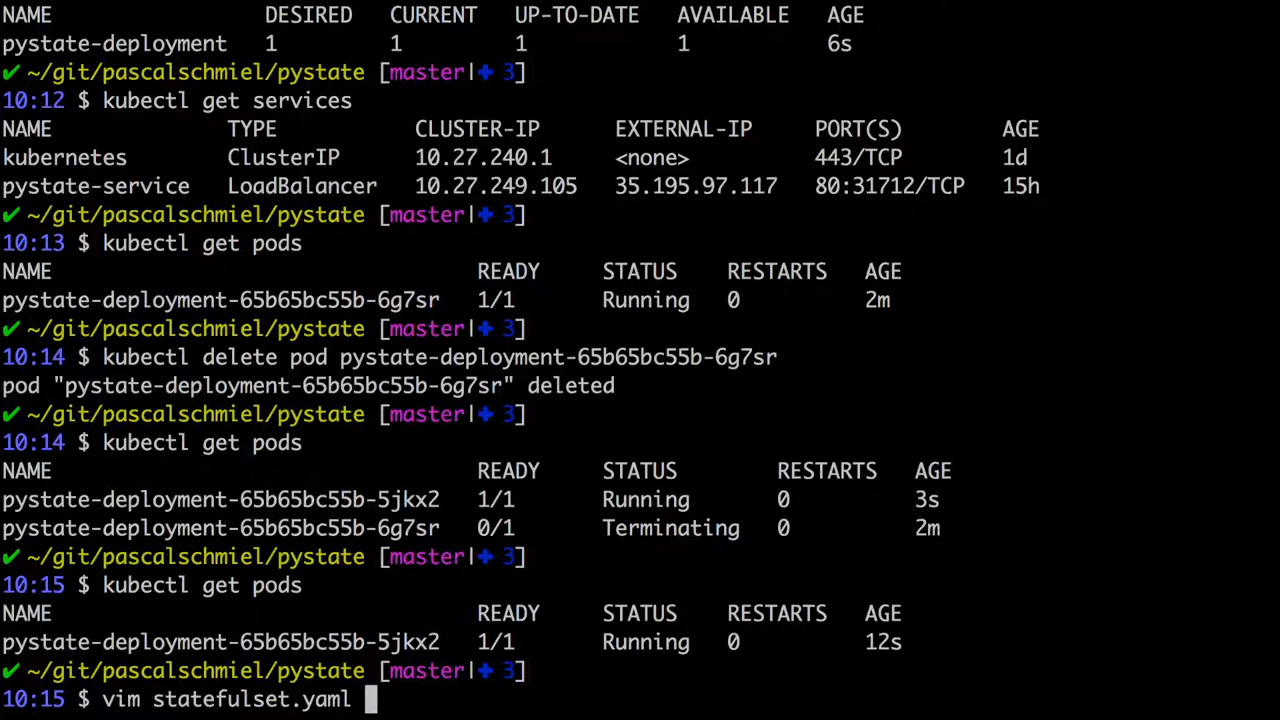 NAME DESIRED CURRENT UP-TO-DATE AVAILABLE AGE
pystate-deployment 1 1 1 1 6s
✔ ~/git/pascalschmiel/pystate [master|✚ 3]
10:12 $ kubectl get services
NAME TYPE CLUSTER-IP EXTERNAL-IP PORT(S) AGE
kubernetes ClusterIP 10.27.240.1 <none> 443/TCP 1d
pystate-service LoadBalancer 10.27.249.105 35.195.97.117 80:31712/TCP 15h
✔ ~/git/pascalschmiel/pystate [master|✚ 3]
10:13 $ kubectl get pods
NAME READY STATUS RESTARTS AGE
pystate-deployment-65b65bc55b-6g7sr 1/1 Running 0 2m
✔ ~/git/pascalschmiel/pystate [master|✚ 3]
10:14 $ kubectl delete pod pystate-deployment-65b65bc55b-6g7sr
pod "pystate-deployment-65b65bc55b-6g7sr" deleted
✔ ~/git/pascalschmiel/pystate [master|✚ 3]
10:14 $ kubectl get pods
NAME READY STATUS RESTARTS AGE
pystate-deployment-65b65bc55b-5jkx2 1/1 Running 0 3s
pystate-deployment-65b65bc55b-6g7sr 0/1 Terminating 0 2m
✔ ~/git/pascalschmiel/pystate [master|✚ 3]
10:15 $ kubectl get pods
NAME READY STATUS RESTARTS AGE
pystate-deployment-65b65bc55b-5jkx2 1/1 Running 0 12s
✔ ~/git/pascalschmiel/pystate [master|✚ 3]
10:15 $ vim statefulset.yaml